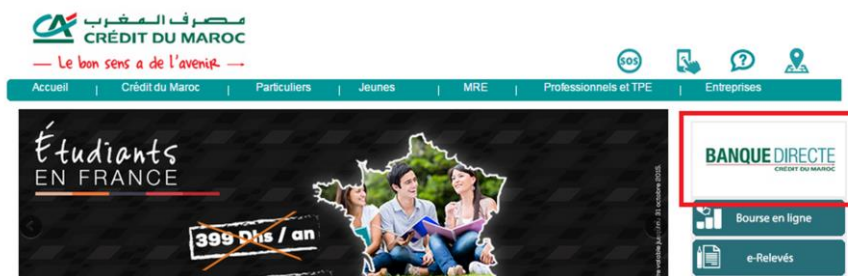 مصرف المغرب
CRÉDIT DU MAROC
Le bon sens a de l'avenir
SOS
?
Accueil | Crédit du Maroc | Particuliers | Jeunes | MRE | Professionnels et TPE | Entreprises
Étudiants
EN FRANCE
399 Dhs / an
BANQUE DIRECTE
CRÉDIT DU MAROC
Bourse en ligne
e-Relevés